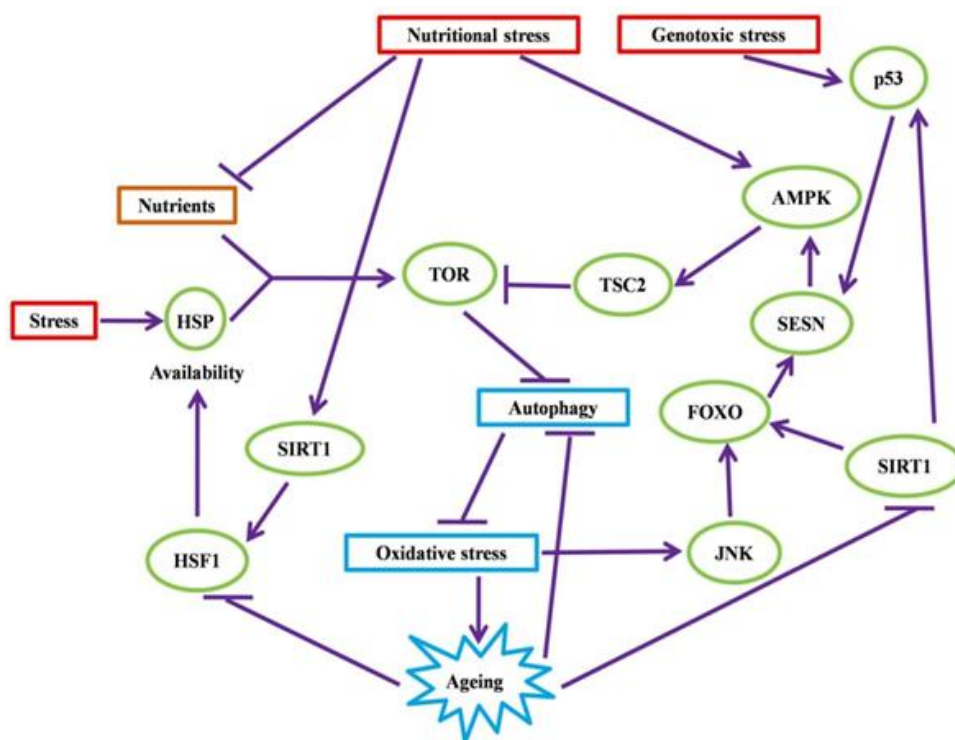 Nutritional stress
Genotoxic stress
p53
Nutrients
AMPK
TOR
TSC2
Stress
HSP
SESN
Availability
Autophagy
FOXO
SIRT1
SIRT1
HSF1
Oxidative stress
JNK
Ageing